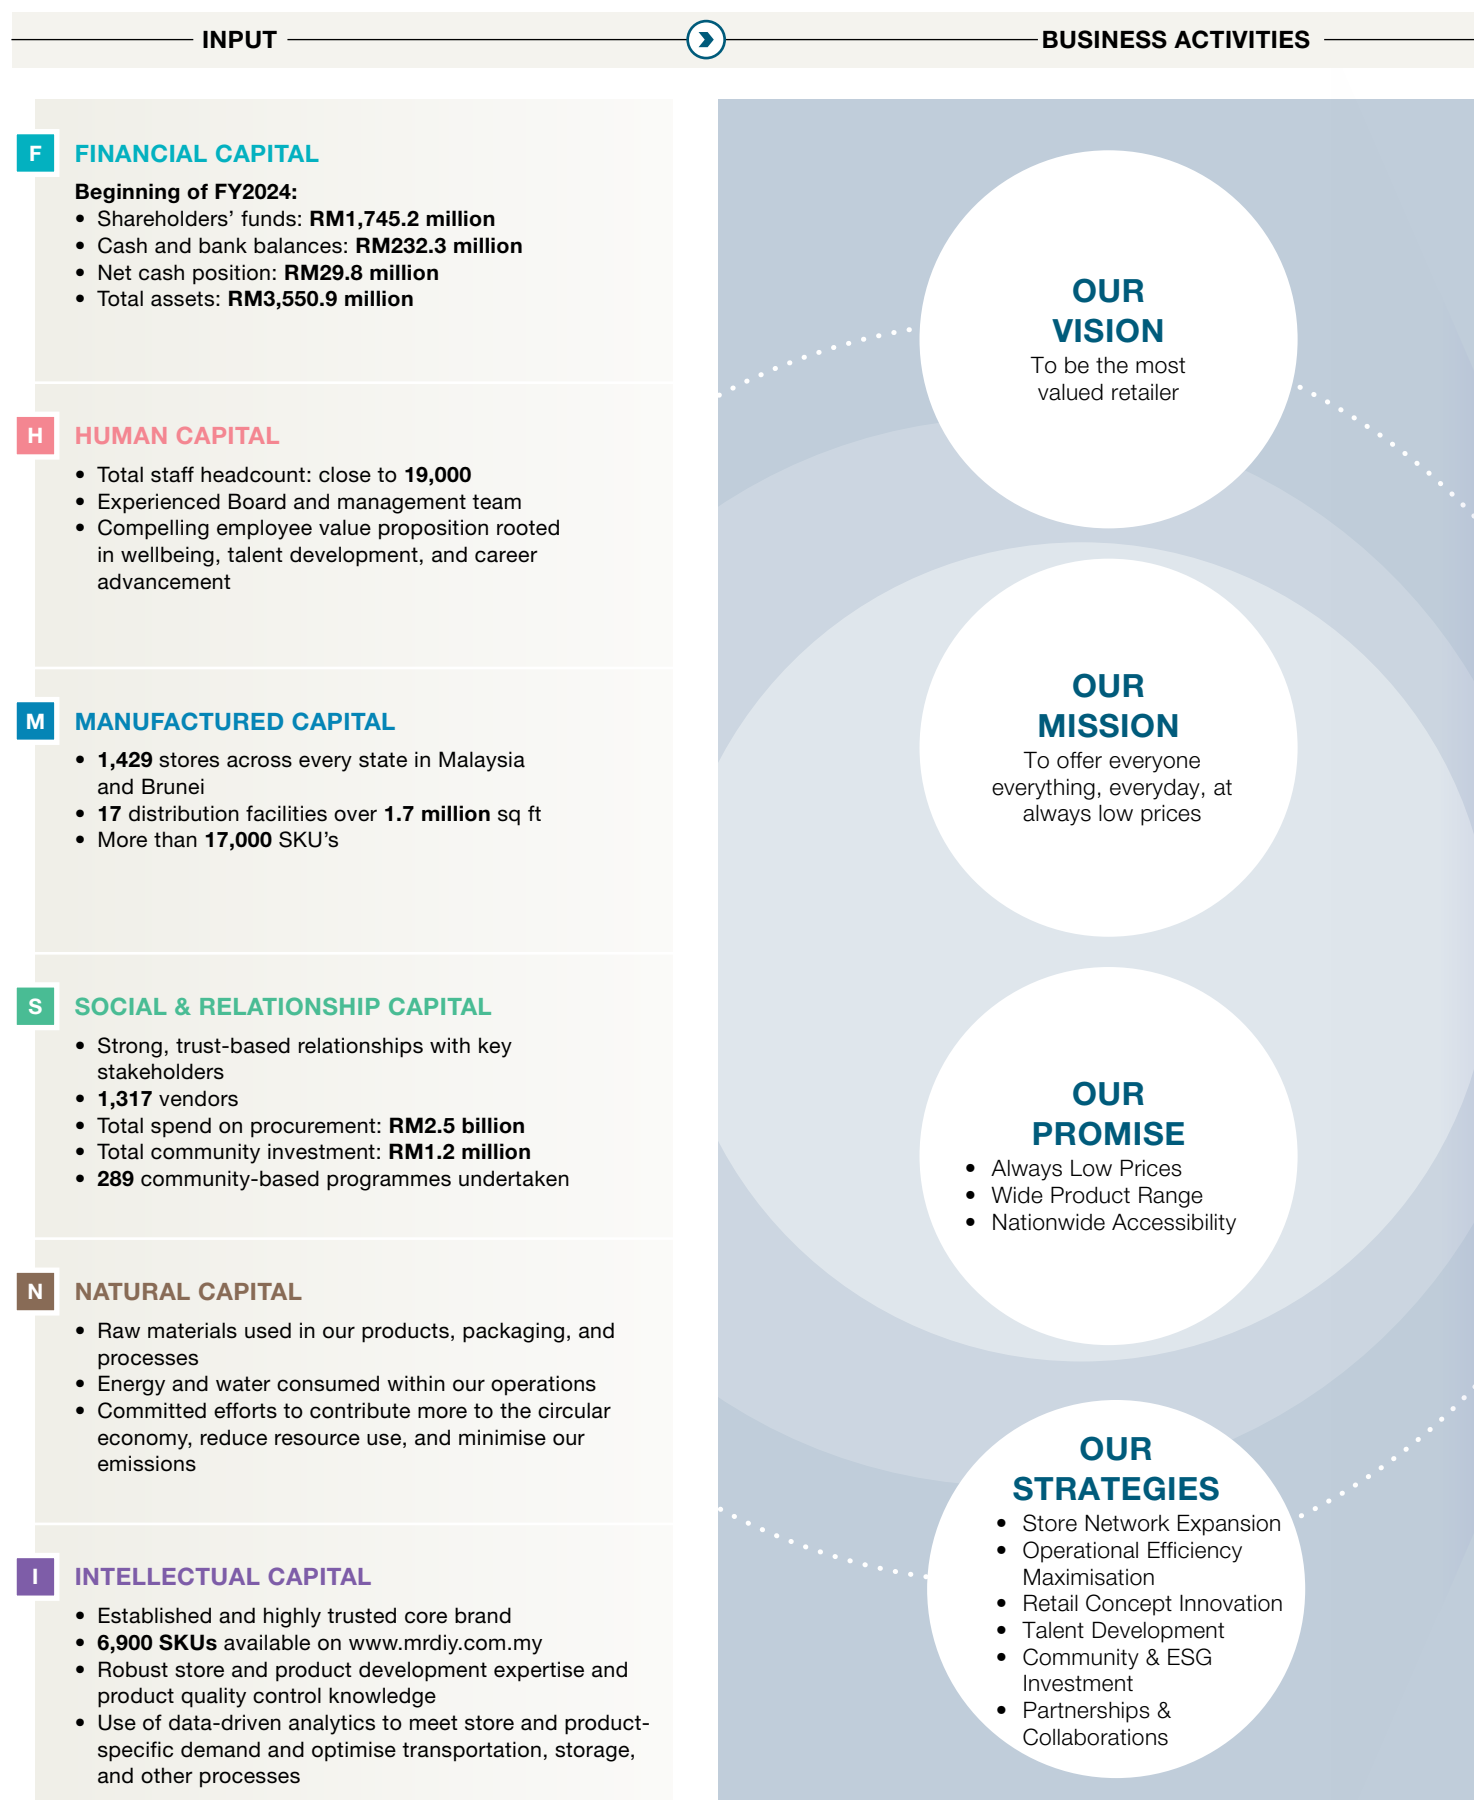 INPUT
BUSINESS ACTIVITIES
F
FINANCIAL CAPITAL
Beginning of FY2024:
• Shareholders’ funds: RM1,745.2 million
• Cash and bank balances: RM232.3 million
• Net cash position: RM29.8 million
• Total assets: RM3,550.9 million
H
HUMAN CAPITAL
• Total staff headcount: close to 19,000
• Experienced Board and management team
• Compelling employee value proposition rooted
in wellbeing, talent development, and career
advancement
M
MANUFACTURED CAPITAL
• 1,429 stores across every state in Malaysia
and Brunei
• 17 distribution facilities over 1.7 million sq ft
• More than 17,000 SKU’s
S
SOCIAL & RELATIONSHIP CAPITAL
• Strong, trust-based relationships with key
stakeholders
• 1,317 vendors
• Total spend on procurement: RM2.5 billion
• Total community investment: RM1.2 million
• 289 community-based programmes undertaken
N
NATURAL CAPITAL
• Raw materials used in our products, packaging, and
processes
• Energy and water consumed within our operations
• Committed efforts to contribute more to the circular
economy, reduce resource use, and minimise our
emissions
I
INTELLECTUAL CAPITAL
• Established and highly trusted core brand
• 6,900 SKUs available on www.mrdiy.com.my
• Robust store and product development expertise and
product quality control knowledge
• Use of data-driven analytics to meet store and product-
specific demand and optimise transportation, storage,
and other processes
OUR
VISION
To be the most
valued retailer
OUR
MISSION
To offer everyone
everything, everyday, at
always low prices
OUR
PROMISE
• Always Low Prices
• Wide Product Range
• Nationwide Accessibility
OUR
STRATEGIES
• Store Network Expansion
• Operational Efficiency
Maximisation
• Retail Concept Innovation
• Talent Development
• Community & ESG
Investment
• Partnerships &
Collaborations